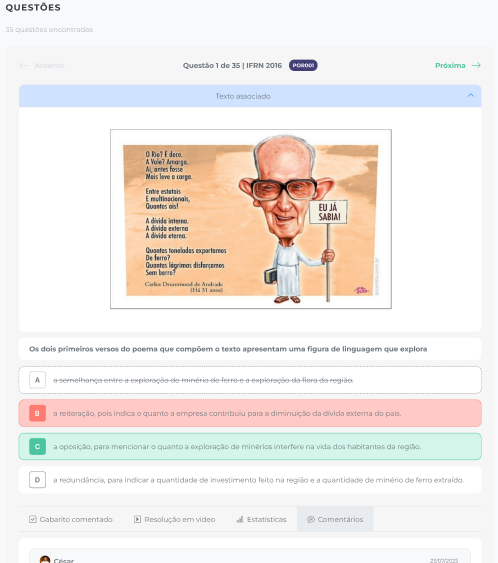 QUESTÕES
35 questões encontradas
← Anterior
Questão 1 de 35 | IFRN 2016 POR001
Próxima →
Texto associado
O Rio? É doce.
A Vale? Amarga.
Ai, antes fosse
Mais leve a carga.
Entre estatais
E multinacionais,
Quantos ais!
A dívida interna.
A dívida externa
A dívida eterna.
Quantas toneladas exportamos
De ferro?
Quantas lágrimas disfarçamos
Sem berro?
Carlos Drummond de Andrade
(Há 31 anos)
EU JÁ
SABIA!
Os dois primeiros versos do poema que compõem o texto apresentam uma figura de linguagem que explora
A a semelhança entre a exploração de minério de ferro e a exploração da flora da região.
B a reiteração, pois indica o quanto a empresa contribuiu para a diminuição da dívida externa do país.
C a oposição, para mencionar o quanto a exploração de minérios interfere na vida dos habitantes da região.
D a redundância, para indicar a quantidade de investimento feito na região e a quantidade de minério de ferro extraído.
Gabarito comentado
Resolução em vídeo
Estatísticas
Comentários
César
25/07/2023